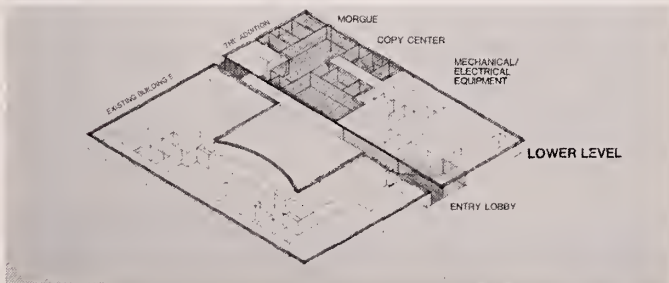 MORGUE
THE ADDITION
COPY CENTER
MECHANICAL/
ELECTRICAL
EQUIPMENT
EXISTING BUILDING E
LOWER LEVEL
ENTRY LOBBY